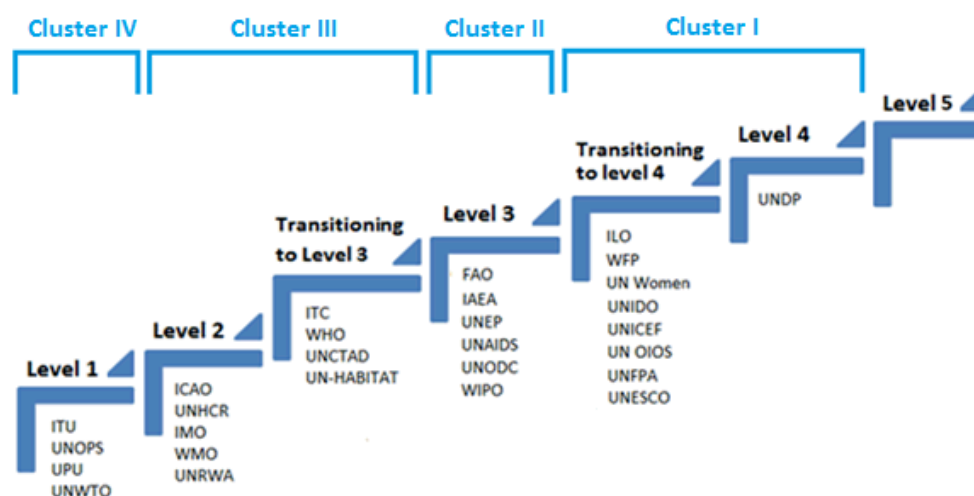 Cluster IV
Cluster III
Cluster II
Cluster I
Level 1
ITU
UNOPS
UPU
UNWTO
Level 2
ICAO
UNHCR
IMO
WMO
UNRWA
Transitioning
to Level 3
ITC
WHO
UNCTAD
UN-HABITAT
Level 3
FAO
IAEA
UNEP
UNAIDS
UNODC
WIPO
Transitioning
to level 4
ILO
WFP
UN Women
UNIDO
UNICEF
UN OIOS
UNFPA
UNESCO
Level 4
UNDP
Level 5